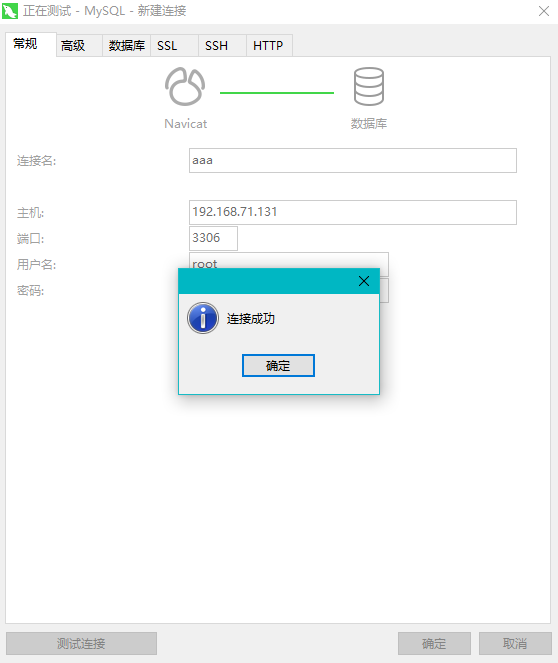 正在测试 - MySQL - 新建连接
常规 高级 数据库 SSL SSH HTTP
Navicat 数据库
连接名: aaa
主机: 192.168.71.131
端口: 3306
用户名: root
密码:
连接成功
确定
测试连接 确定 取消